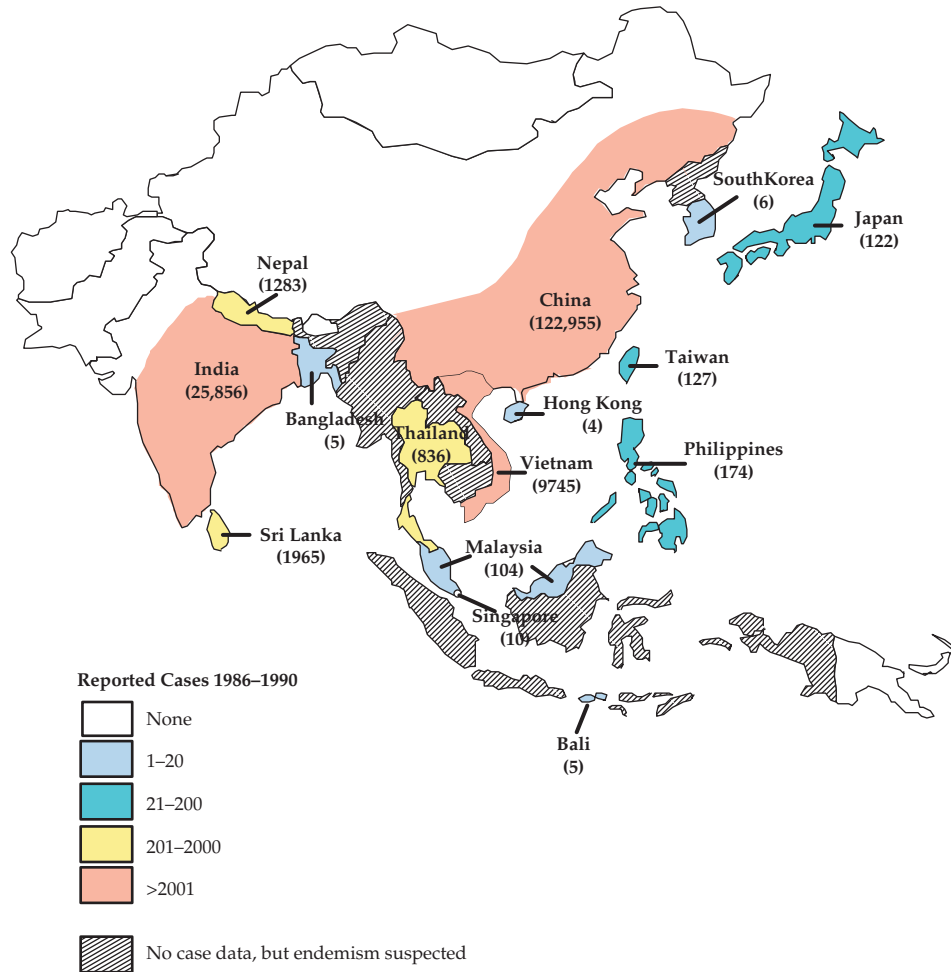 SouthKorea
(6)
Japan
(122)
Nepal
(1283)
China
(122,955)
India
(25,856)
Taiwan
(127)
Hong Kong
(4)
Bangladesh
(5)
Thailand
(836)
Philippines
(174)
Vietnam
(9745)
Sri Lanka
(1965)
Malaysia
(104)
Singapore
(10)
Bali
(5)
Reported Cases 1986–1990
None
1–20
21–200
201–2000
>2001
No case data, but endemism suspected